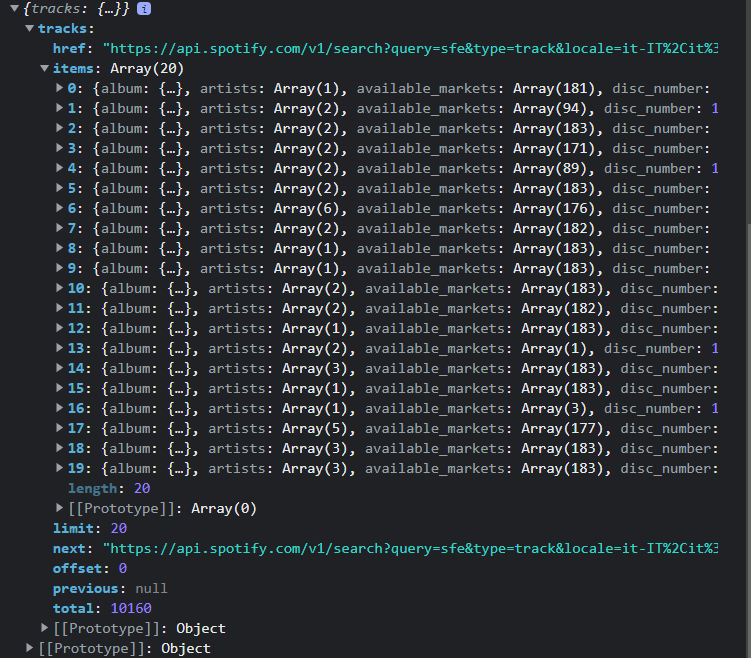 {tracks: {…}} i
tracks:
href: "https://api.spotify.com/v1/search?query=sfe&type=track&locale=it-IT%2Cit%3
items: Array(20)
0: {album: {…}, artists: Array(1), available_markets: Array(181), disc_number:
1: {album: {…}, artists: Array(2), available_markets: Array(94), disc_number: 1
2: {album: {…}, artists: Array(2), available_markets: Array(183), disc_number:
3: {album: {…}, artists: Array(2), available_markets: Array(171), disc_number:
4: {album: {…}, artists: Array(2), available_markets: Array(89), disc_number: 1
5: {album: {…}, artists: Array(2), available_markets: Array(183), disc_number:
6: {album: {…}, artists: Array(6), available_markets: Array(176), disc_number:
7: {album: {…}, artists: Array(2), available_markets: Array(182), disc_number:
8: {album: {…}, artists: Array(1), available_markets: Array(183), disc_number:
9: {album: {…}, artists: Array(1), available_markets: Array(183), disc_number:
10: {album: {…}, artists: Array(2), available_markets: Array(183), disc_number:
11: {album: {…}, artists: Array(2), available_markets: Array(182), disc_number:
12: {album: {…}, artists: Array(1), available_markets: Array(183), disc_number:
13: {album: {…}, artists: Array(2), available_markets: Array(1), disc_number: 1
14: {album: {…}, artists: Array(3), available_markets: Array(183), disc_number:
15: {album: {…}, artists: Array(1), available_markets: Array(183), disc_number:
16: {album: {…}, artists: Array(1), available_markets: Array(3), disc_number: 1
17: {album: {…}, artists: Array(5), available_markets: Array(177), disc_number:
18: {album: {…}, artists: Array(3), available_markets: Array(183), disc_number:
19: {album: {…}, artists: Array(3), available_markets: Array(183), disc_number:
length: 20
[[Prototype]]: Array(0)
limit: 20
next: "https://api.spotify.com/v1/search?query=sfe&type=track&locale=it-IT%2Cit%3
offset: 0
previous: null
total: 10160
[[Prototype]]: Object
[[Prototype]]: Object